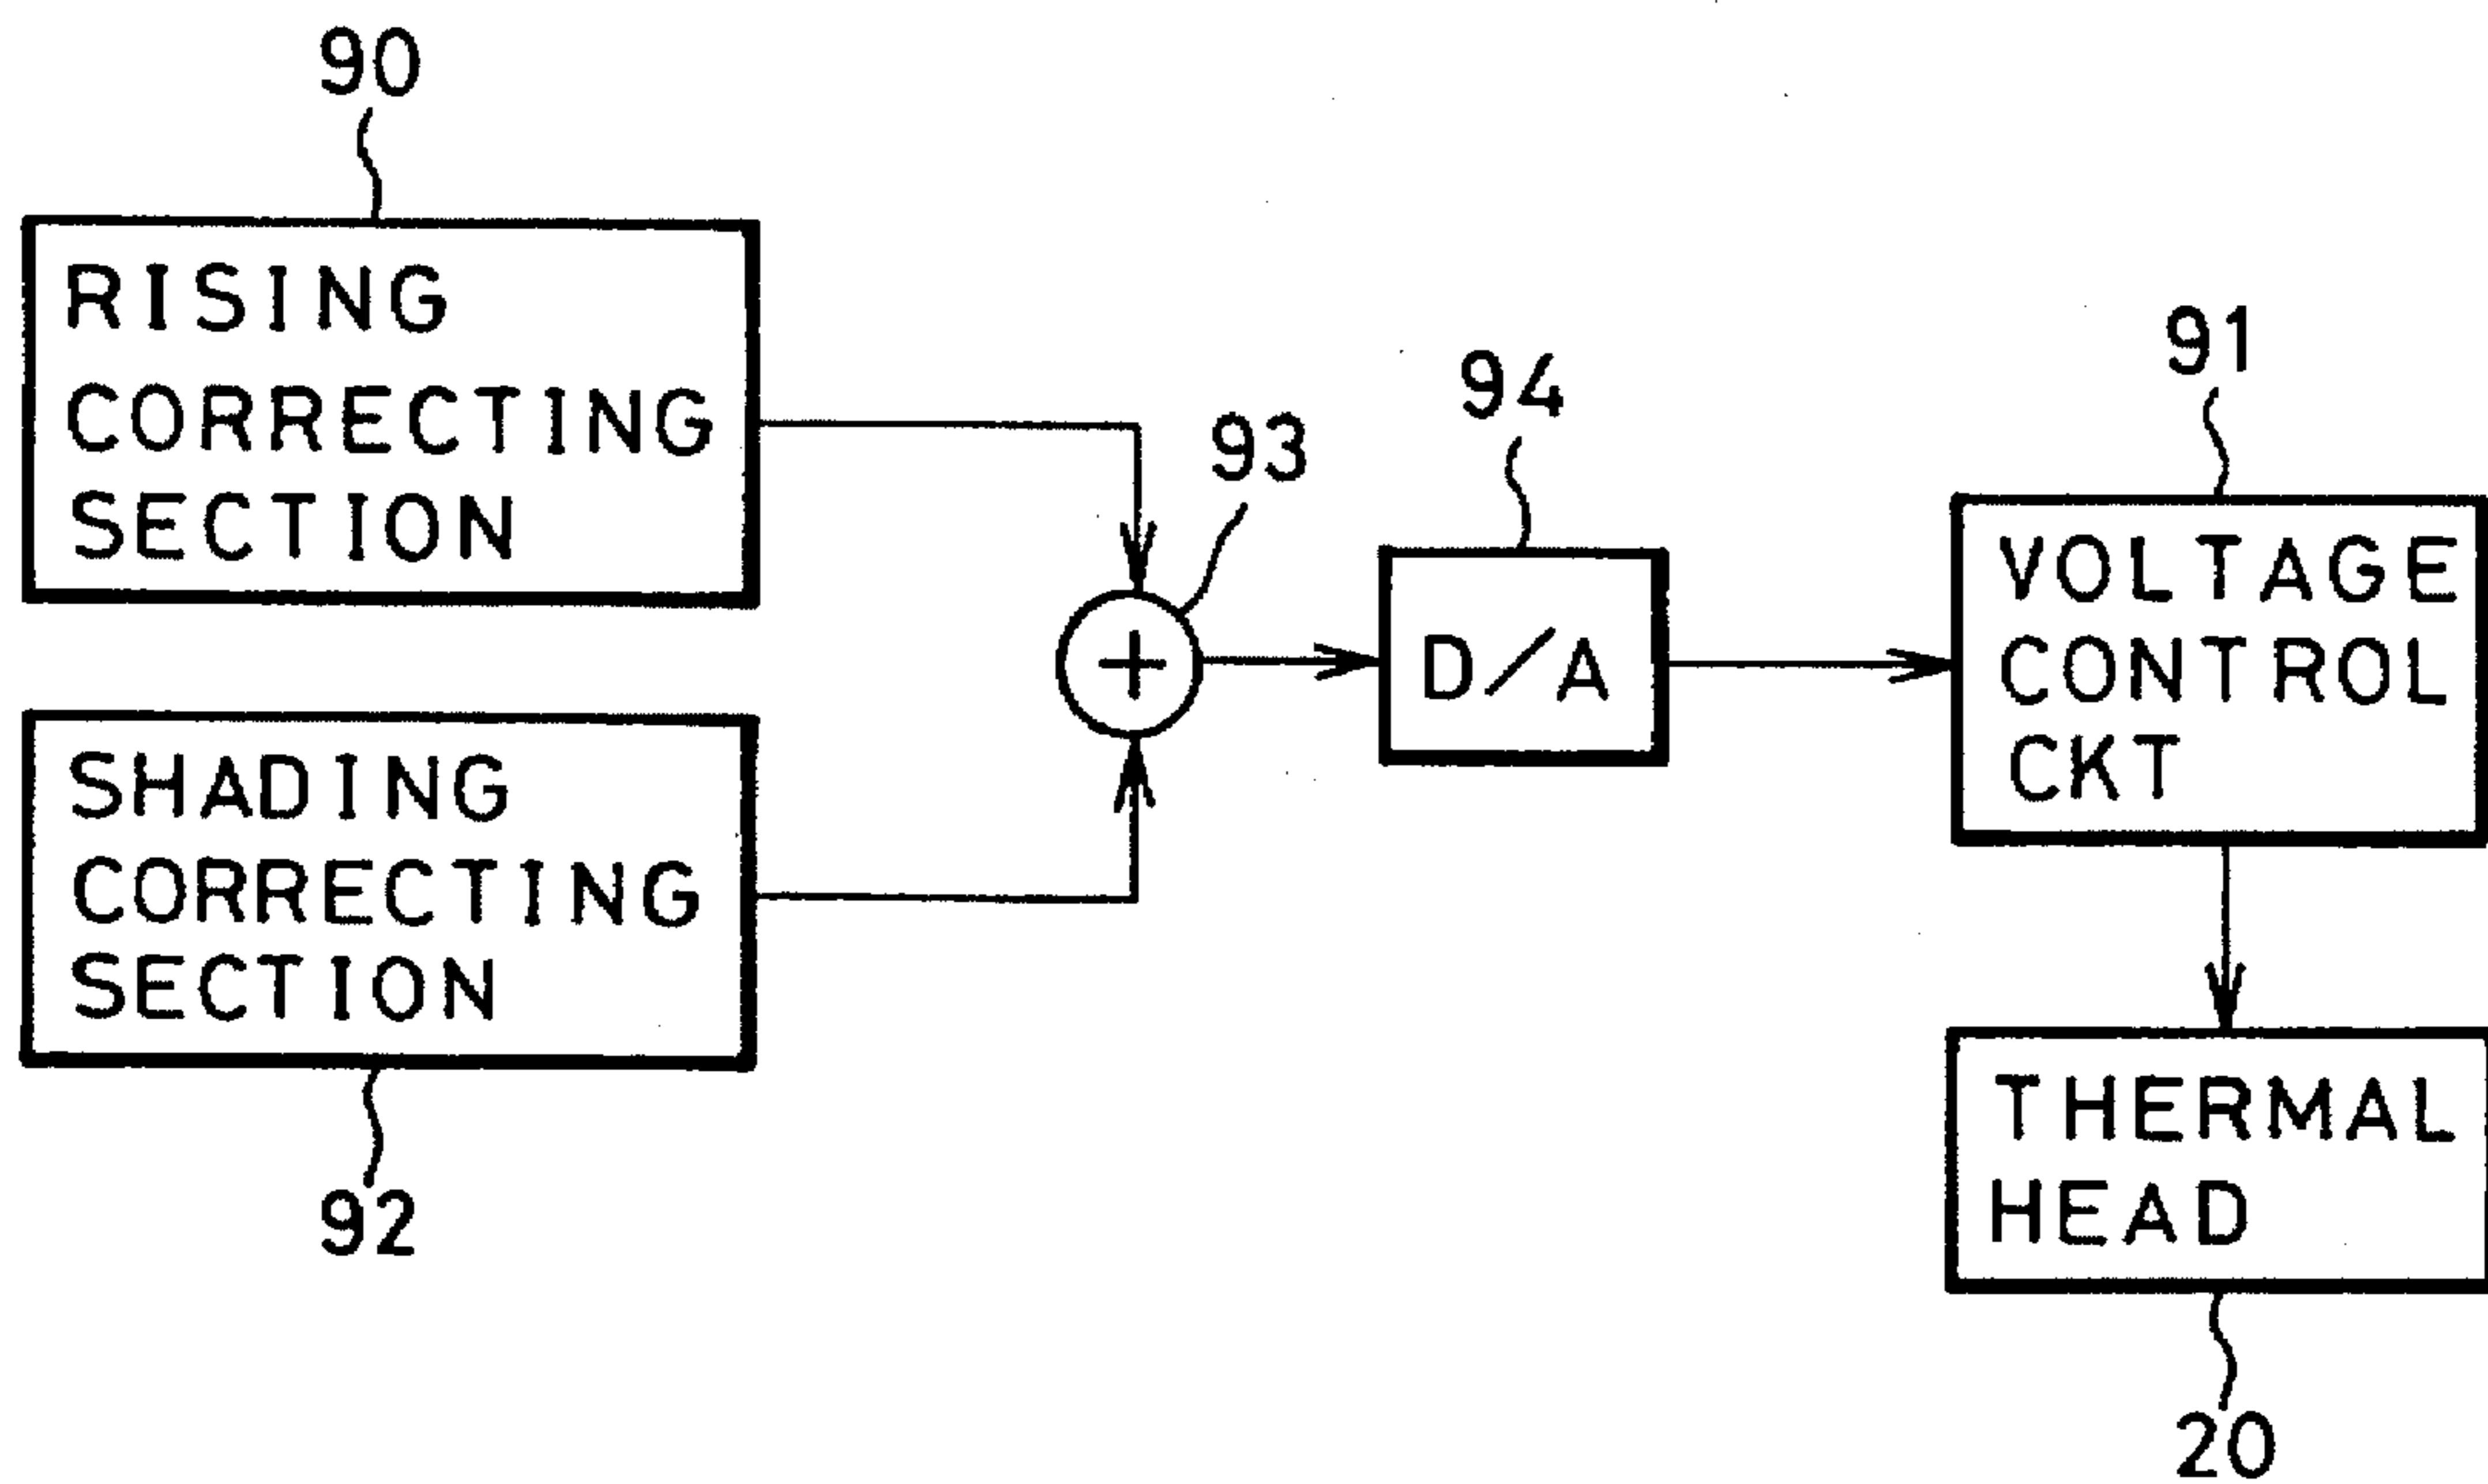 90
RISING
CORRECTING
SECTION
SHADING
CORRECTING
SECTION
92
93
+
94
D/A
91
VOLTAGE
CONTROL
CKT
THERMAL
HEAD
20